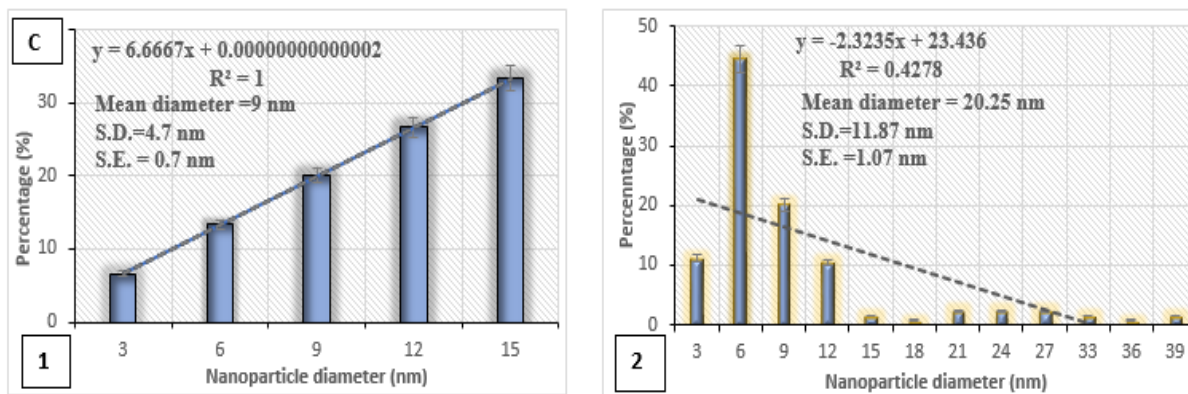 C
y = 6.6667x + 0.00000000000002
R² = 1
Mean diameter =9 nm
S.D.=4.7 nm
S.E. = 0.7 nm
Percentage (%)
30
20
10
0
3 6 9 12 15
Nanoparticle diameter (nm)
1
y = -2.3235x + 23.436
R² = 0.4278
Mean diameter = 20.25 nm
S.D.=11.87 nm
S.E. =1.07 nm
Percenntage (%)
50
40
30
20
10
0
3 6 9 12 15 18 21 24 27 33 36 39
Nanoparticle diameter (nm)
2